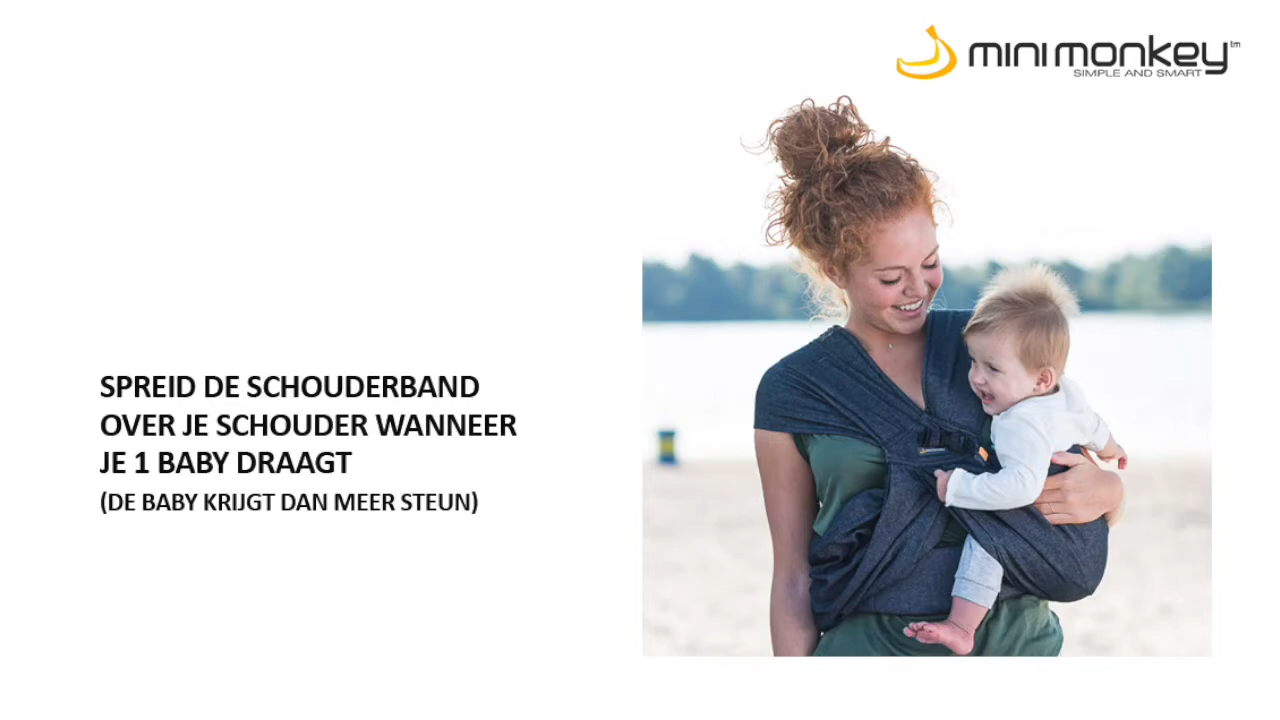 minimonkey™
SIMPLE AND SMART
SPREID DE SCHOUDERBAND
OVER JE SCHOUDER WANNEER
JE 1 BABY DRAAGT
(DE BABY KRIJGT DAN MEER STEUN)